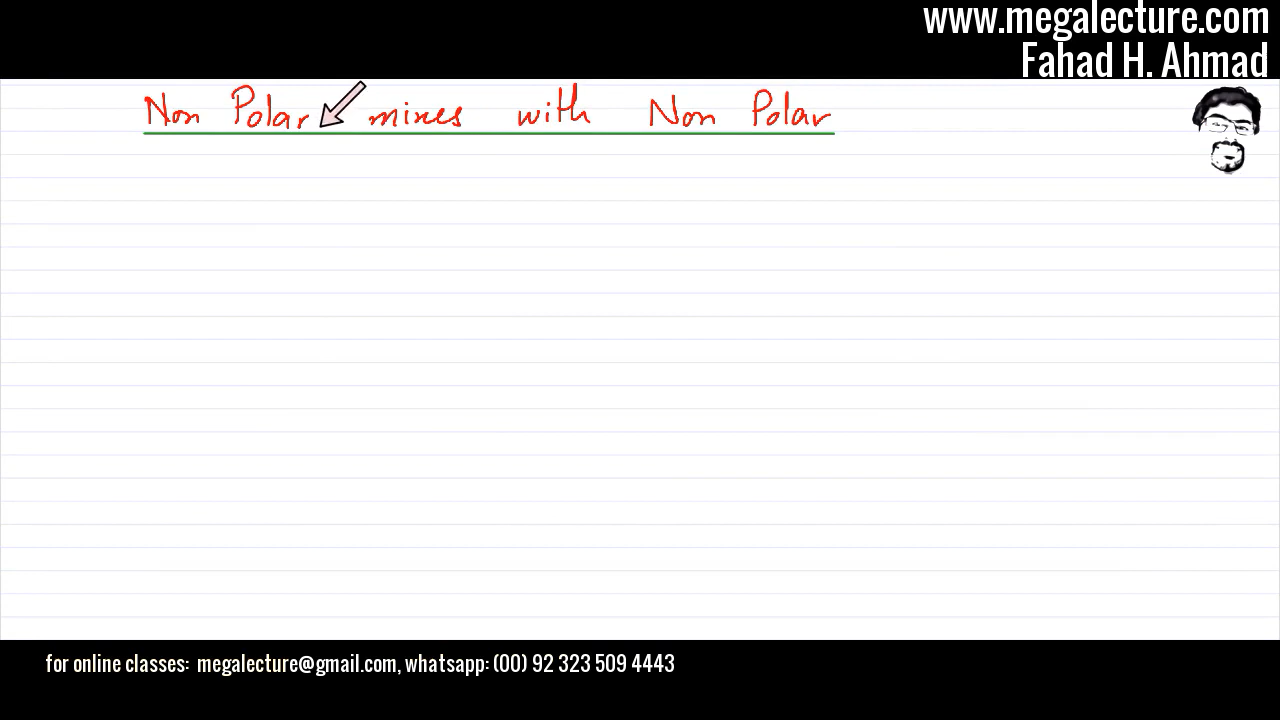 www.megalecture.com
Fahad H. Ahmad
Non Polar mixes with Non Polar
for online classes: megalecture@gmail.com, whatsapp: (00) 92 323 509 4443